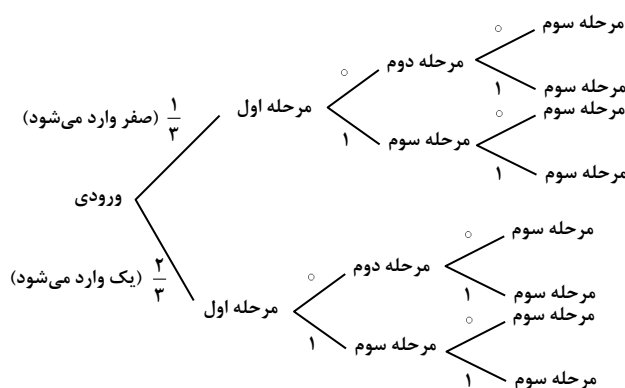 ۰ مرحله سوم
۰ مرحله دوم
۱ مرحله سوم
۱/۳ (صفر وارد می‌شود) مرحله اول
۰ مرحله سوم
۱ مرحله سوم
۱ مرحله سوم
ورودی
۰ مرحله سوم
۰ مرحله دوم
۲/۳ (یک وارد می‌شود)
۱ مرحله سوم
مرحله اول
۰ مرحله سوم
۱ مرحله سوم
۱ مرحله سوم